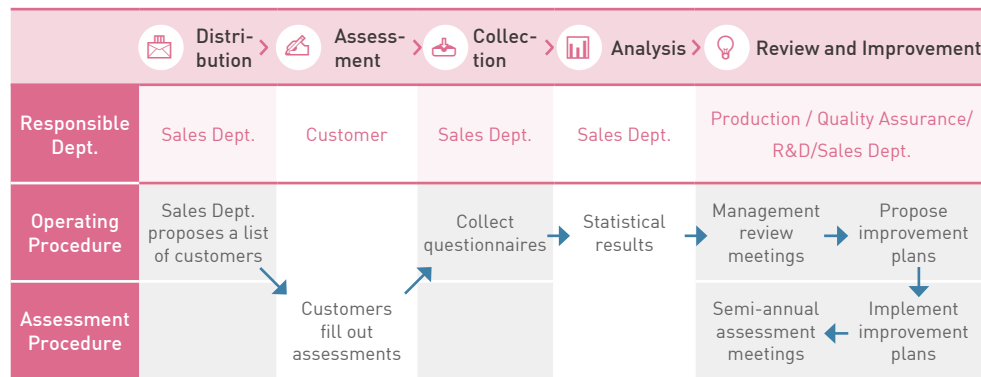 Distri-
bution
Assess-
ment
Collec-
tion
Analysis
Review and Improvement
Responsible
Dept.
Sales Dept.
Customer
Sales Dept.
Sales Dept.
Production / Quality Assurance/
R&D/Sales Dept.
Operating
Procedure
Sales Dept.
proposes a list
of customers
Collect
questionnaires
Statistical
results
Management
review
meetings
Propose
improvement
plans
Assessment
Procedure
Customers
fill out
assessments
Semi-annual
assessment
meetings
Implement
improvement
plans